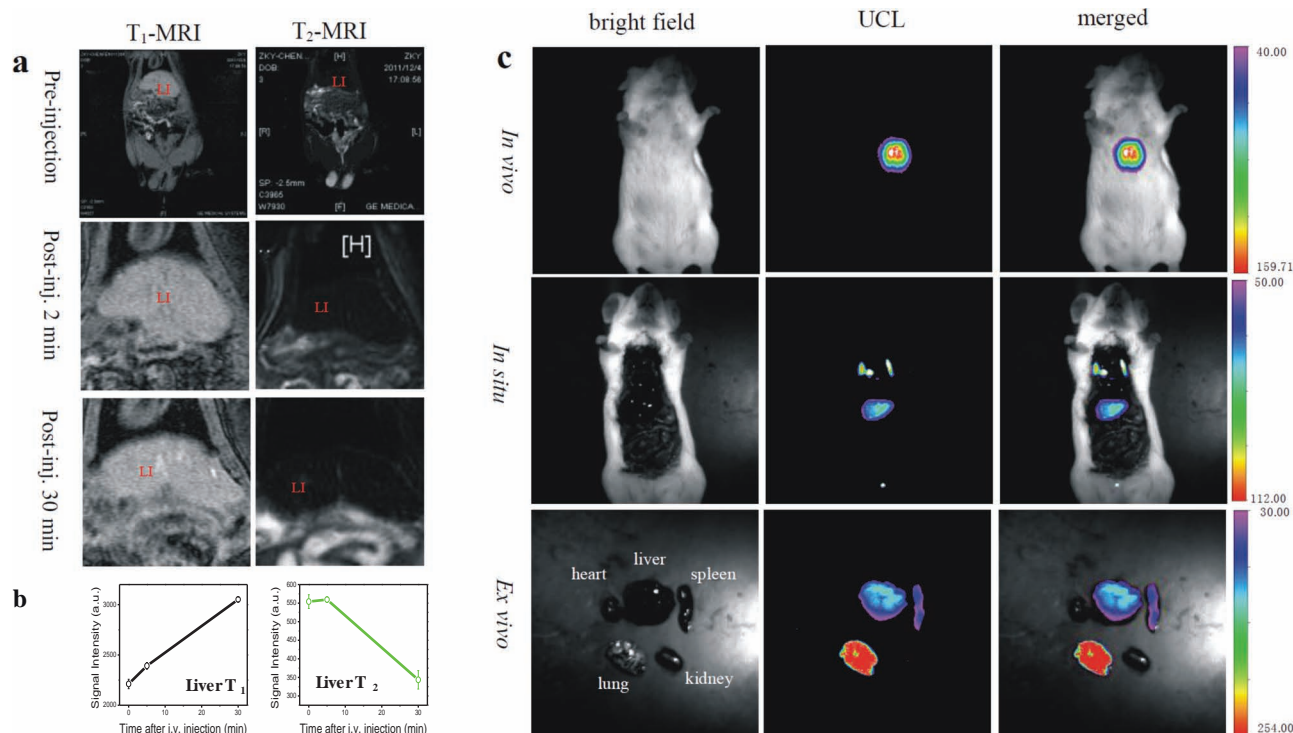 a
T1-MRI
T2-MRI
Pre-injection
Post-inj. 2 min
Post-inj. 30 min
LI
ZKY-CHEN...
DOB:
3
[H]
ZKY
2011/12/4
17:08:56
LI
[R]
[L]
SP: -2.5mm
C3965
W7930
[F]
GE MEDICA...
LI
[H]
LI
LI
LI
b
Signal Intensity (a.u.)
3000
2500
2000
Liver T1
0
10
20
30
Time after i.v. injection (min)
Signal Intensity (a.u.)
600
550
500
450
400
350
300
Liver T2
0
10
20
30
Time after i.v. injection (min)
c
bright field
UCL
merged
In vivo
40.00
159.71
In situ
50.00
112.00
Ex vivo
heart
liver
spleen
lung
kidney
30.00
254.00